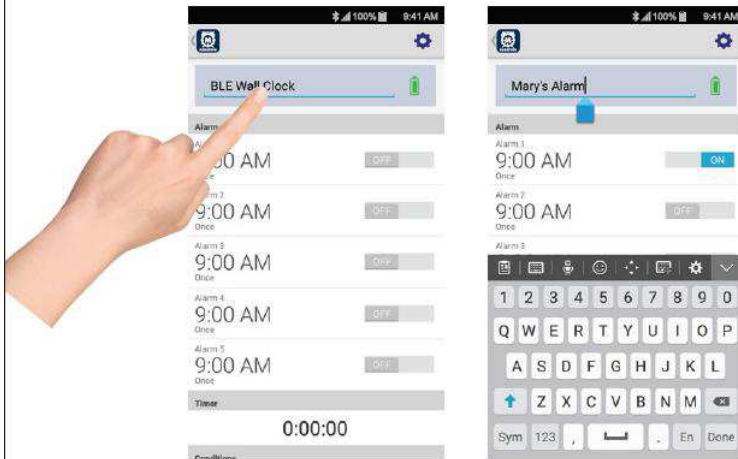 100% 9:41 AM
BLE Wall Clock
Alarm
00 AM
Once
OFF
Alarm 2
9:00 AM
Once
OFF
Alarm 3
9:00 AM
Once
OFF
Alarm 4
9:00 AM
Once
OFF
Alarm 5
9:00 AM
Once
OFF
Timer
0:00:00
Conditions
100% 9:41 AM
Mary's Alarm
Alarm
Alarm 1
9:00 AM
Once
ON
Alarm 2
9:00 AM
Once
OFF
Alarm 3
1 2 3 4 5 6 7 8 9 0
Q W E R T Y U I O P
A S D F G H J K L
Z X C V B N M
Sym 123 , . En Done